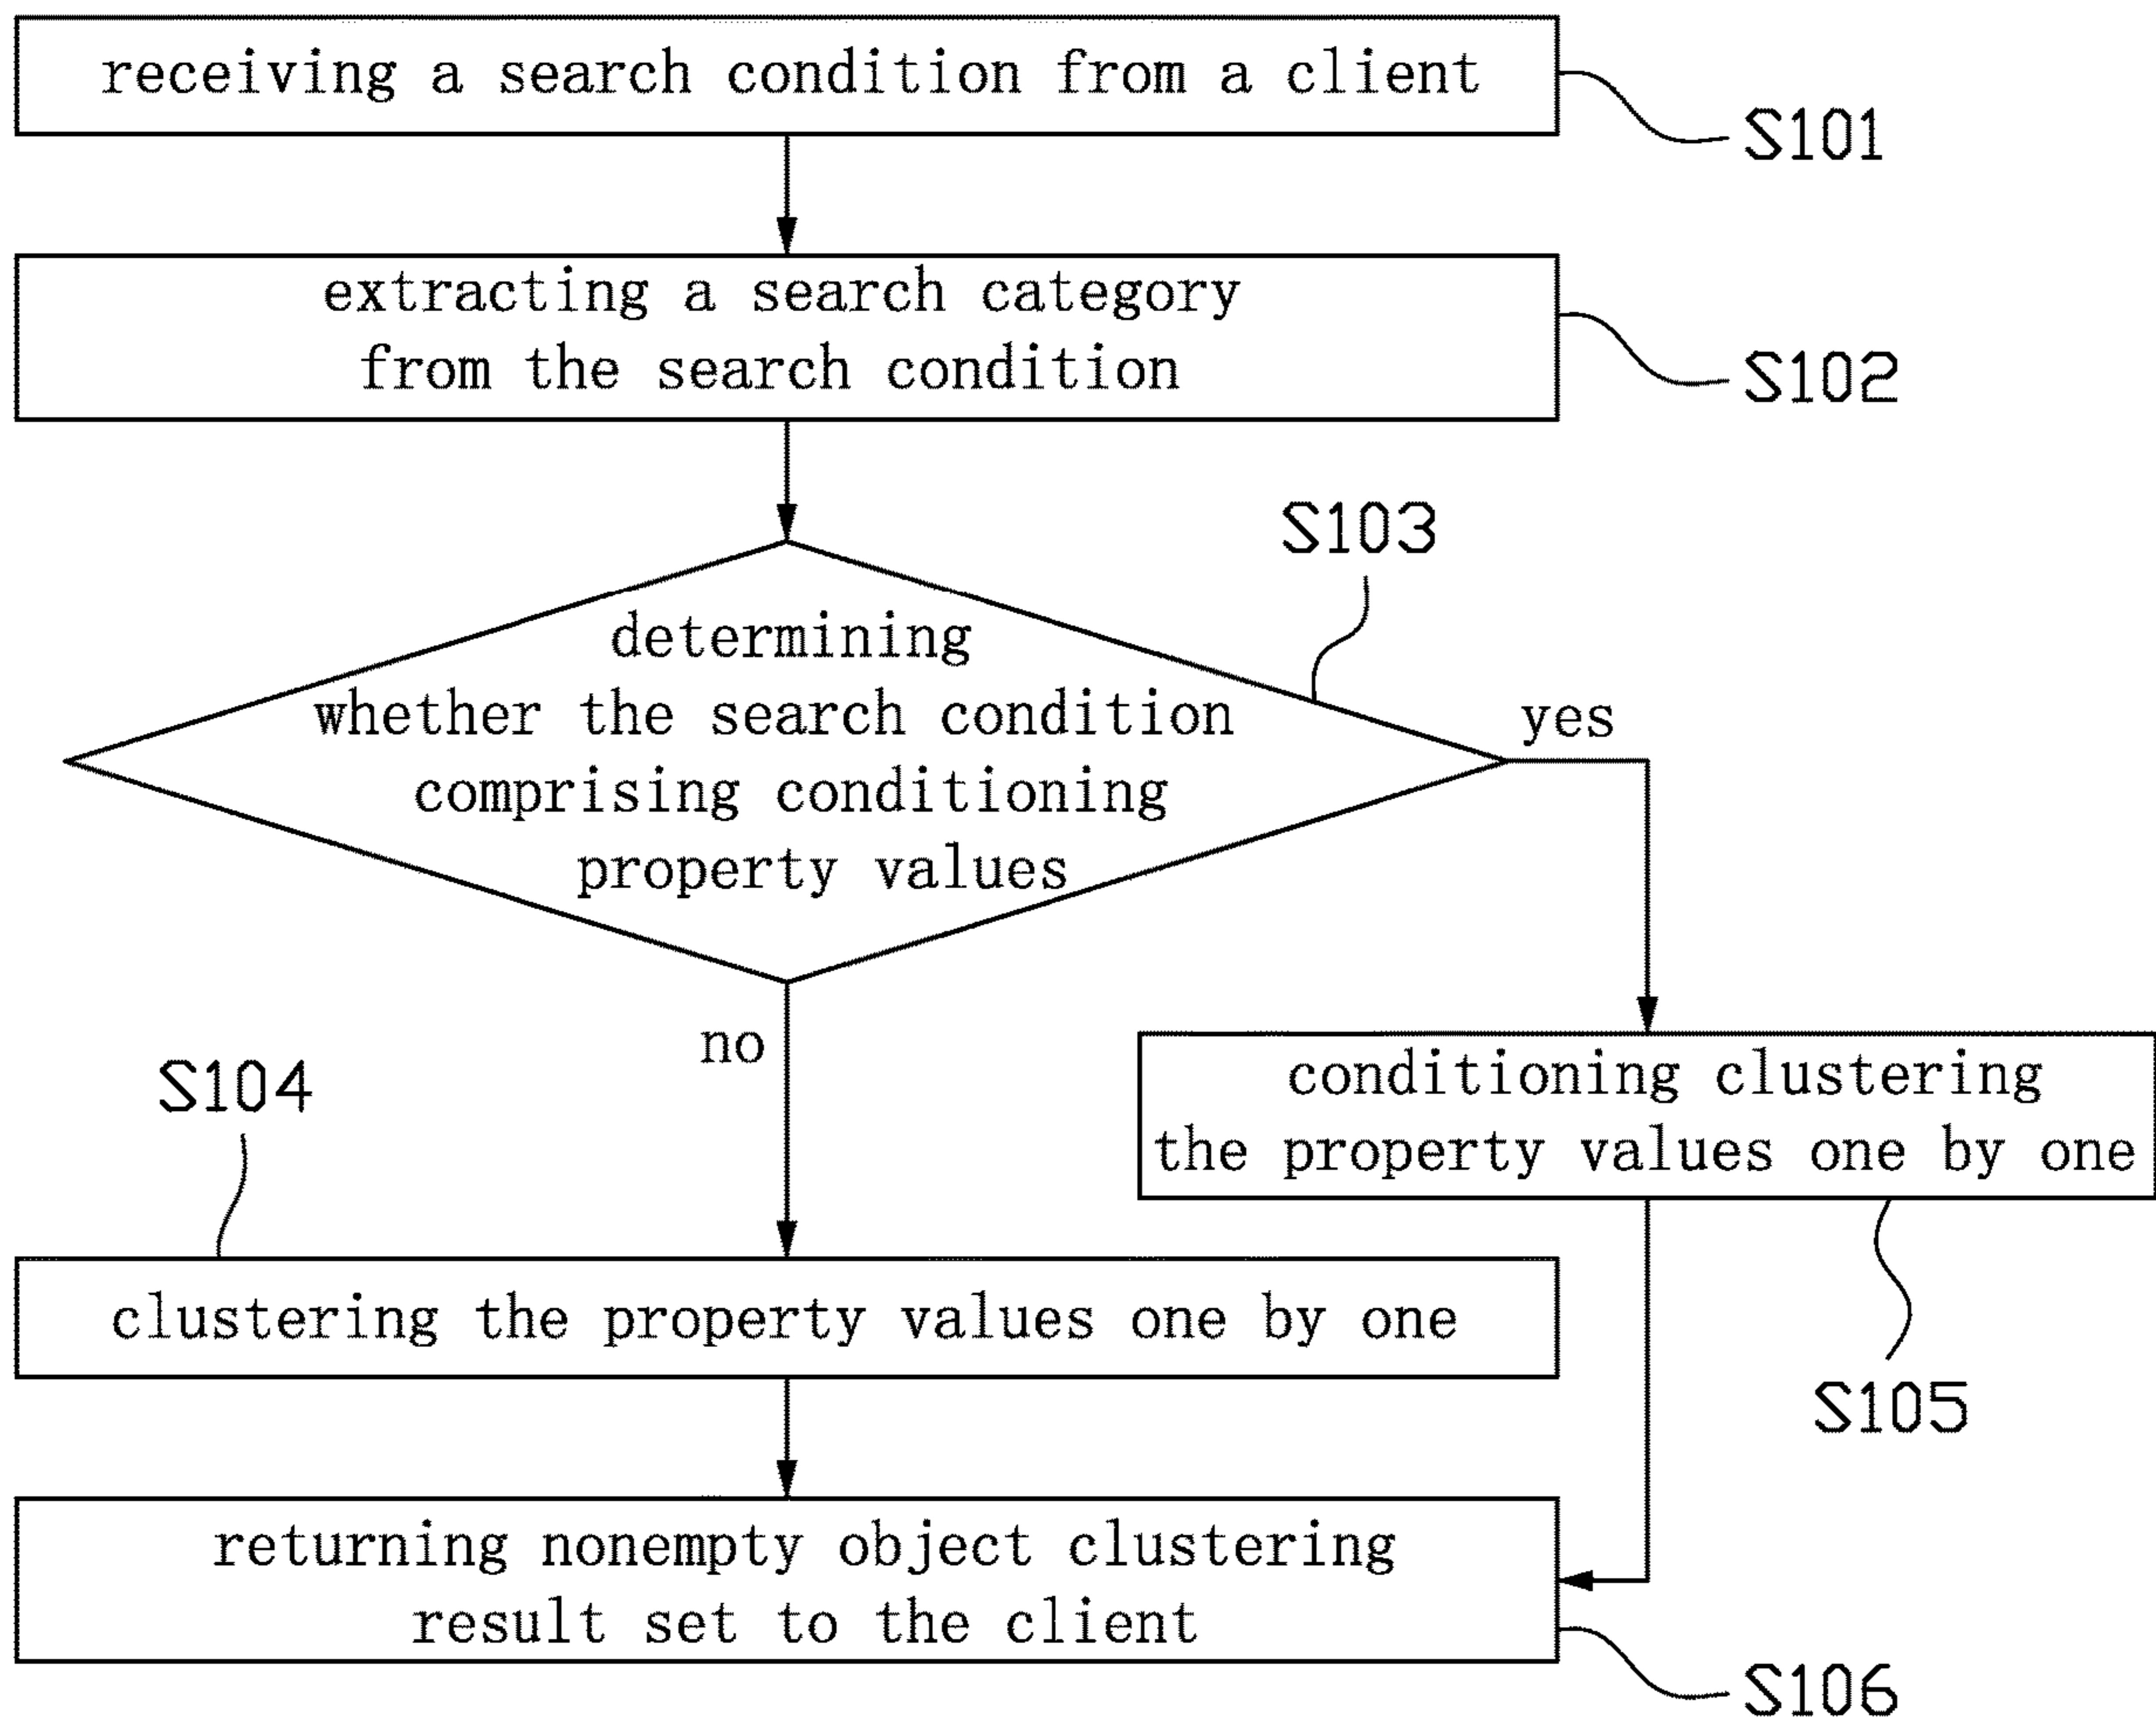 receiving a search condition from a client
S101
extracting a search category
from the search condition
S102
S103
determining
whether the search condition
comprising conditioning
property values
yes
no
conditioning clustering
the property values one by one
S104
S105
clustering the property values one by one
returning nonempty object clustering
result set to the client
S106